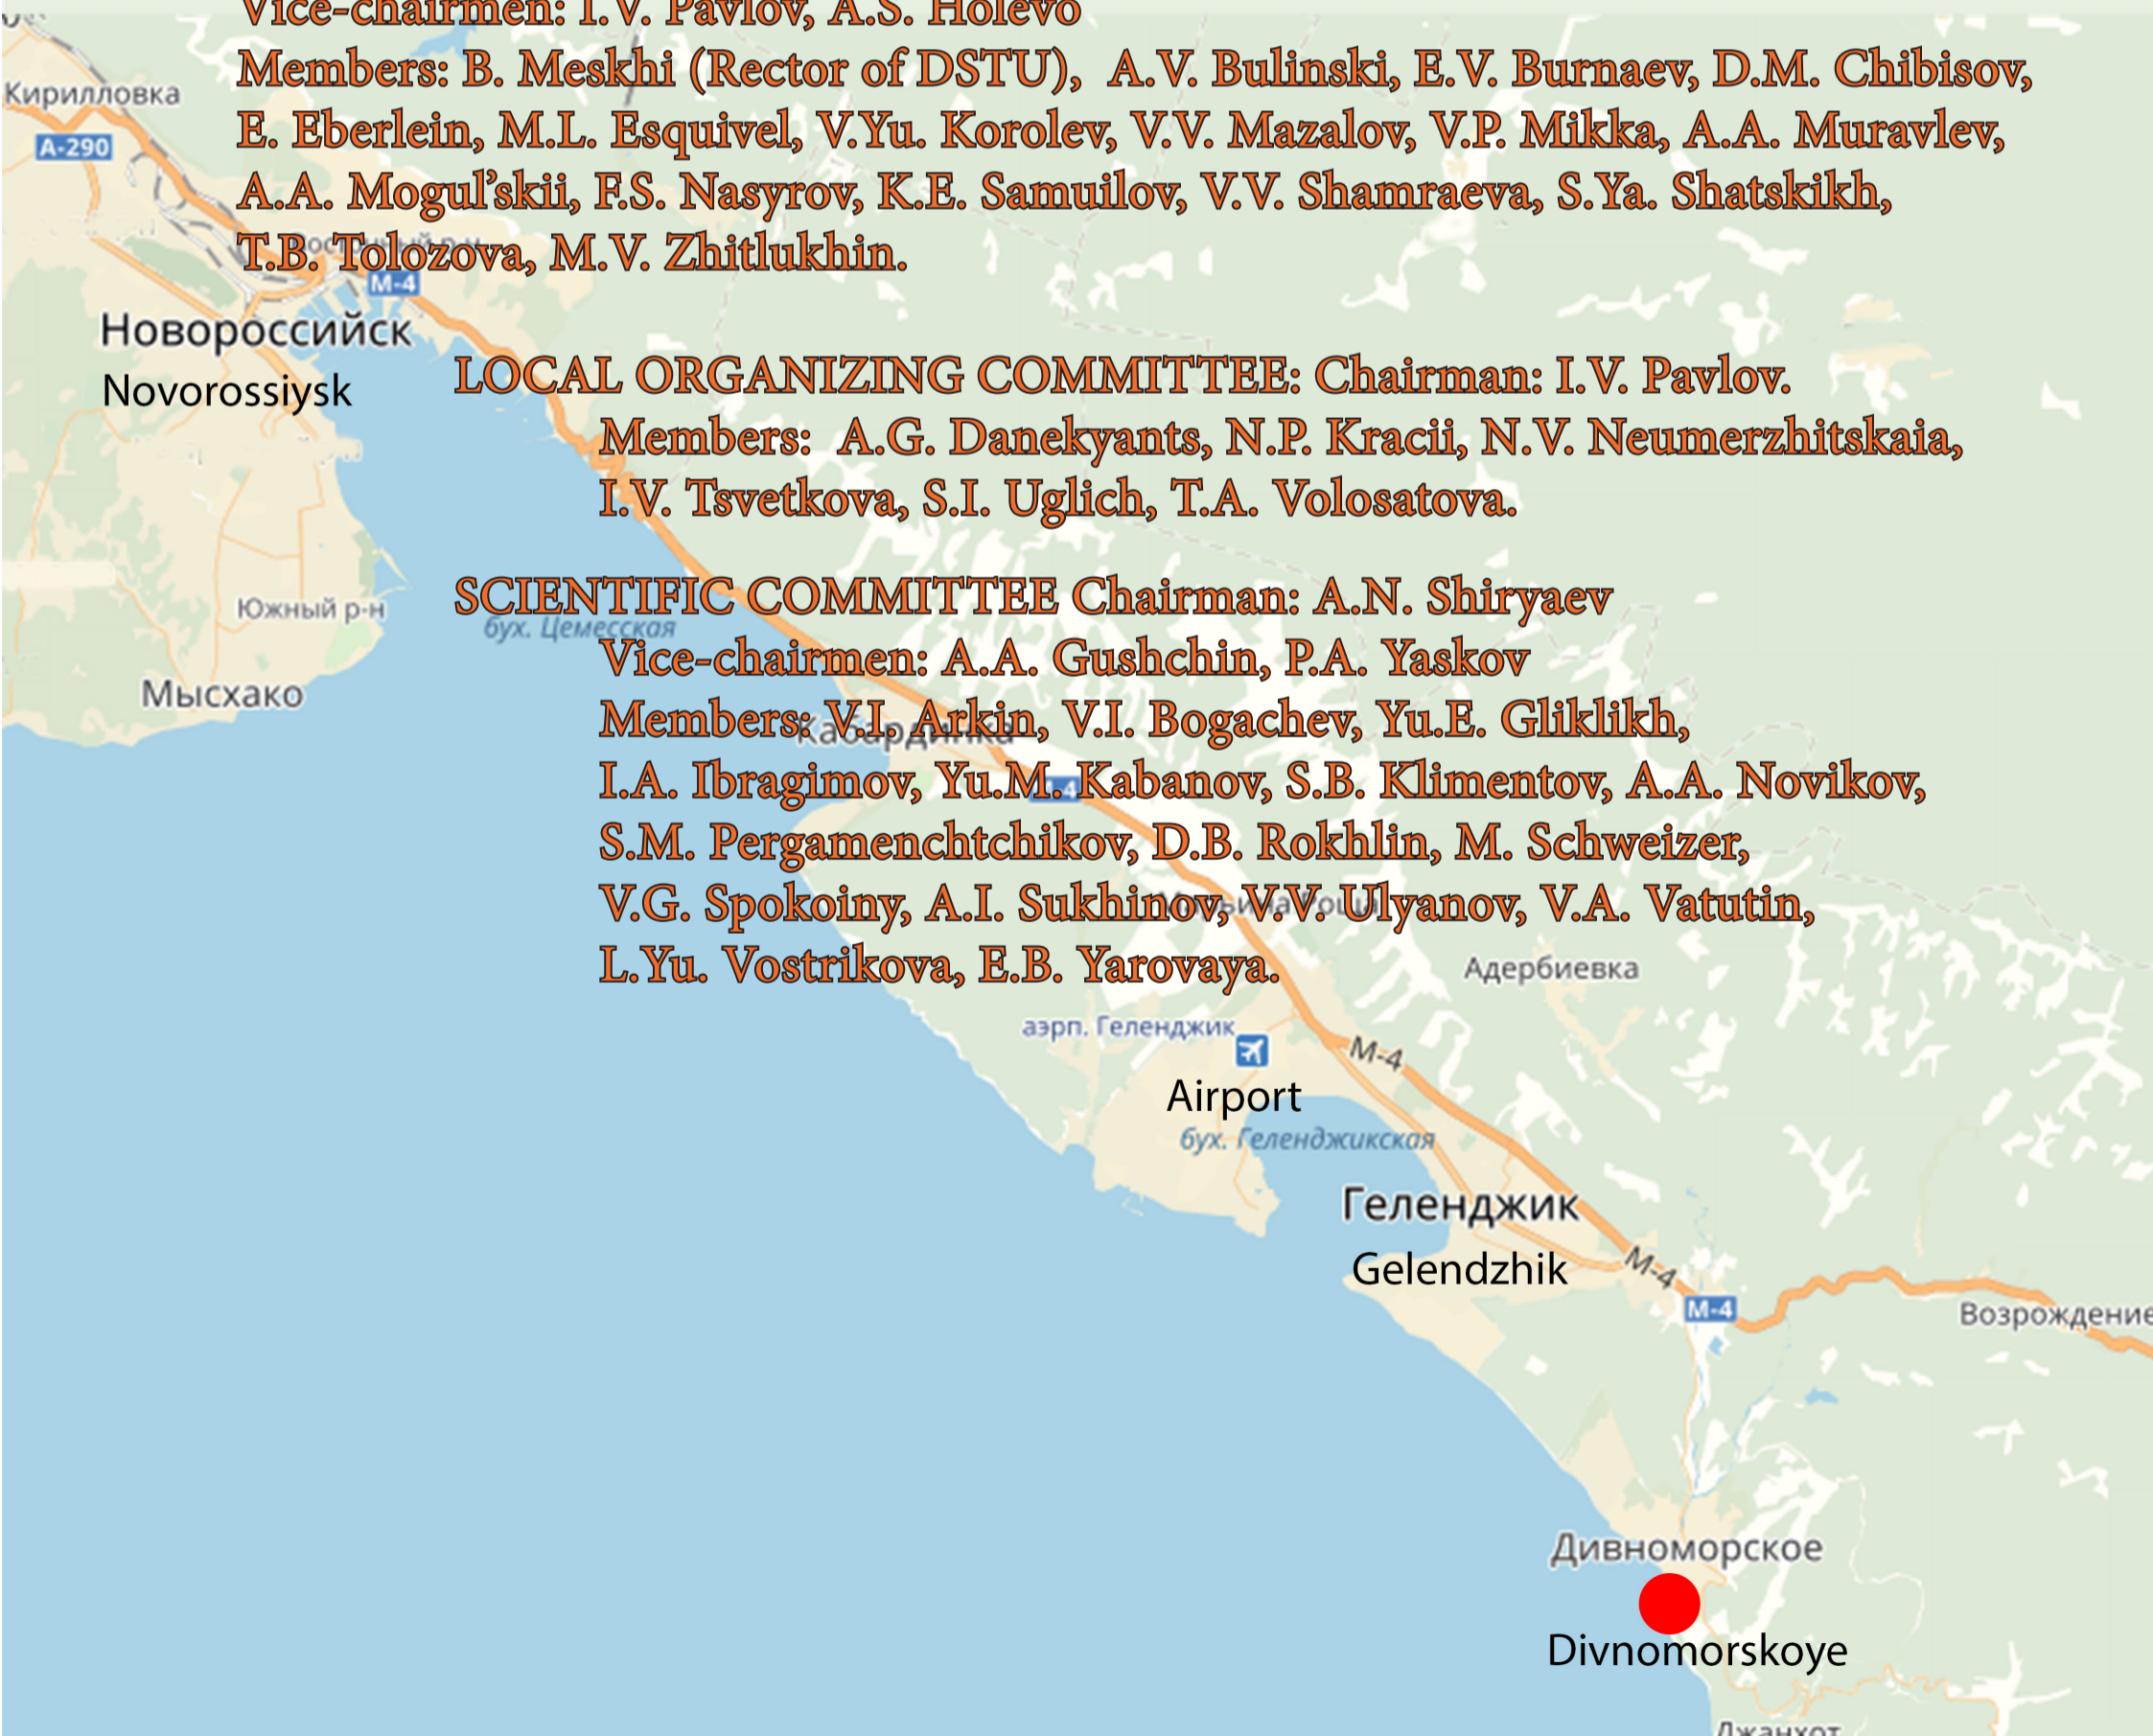 Vice-chairmen: I.V. Pavlov, A.S. Holevo
Members: B. Meskhi (Rector of DSTU), A.V. Bulinski, E.V. Burnaev, D.M. Chibisov,
Кирилловка
E. Eberlein, M.L. Esquivel, V.Yu. Korolev, V.V. Mazalov, V.P. Mikka, A.A. Muravlev,
A-290
A.A. Mogul’skii, F.S. Nasyrov, K.E. Samuilov, V.V. Shamraeva, S.Ya. Shatskikh,
T.B. Tolozova, M.V. Zhitlukhin.
М-4
Новороссийск
Novorossiysk
LOCAL ORGANIZING COMMITTEE: Chairman: I.V. Pavlov.
Members: A.G. Danekyants, N.P. Kracii, N.V. Neumerzhitskaia,
I.V. Tsvetkova, S.I. Uglich, T.A. Volosatova.
SCIENTIFIC COMMITTEE Chairman: A.N. Shiryaev
Южный р-н
бух. Цемесская
Vice-chairmen: A.A. Gushchin, P.A. Yaskov
Мысхако
Members: V.I. Arkin, V.I. Bogachev, Yu.E. Gliklikh,
Кабардинка
I.A. Ibragimov, Yu.M. Kabanov, S.B. Klimentov, A.A. Novikov,
S.M. Pergamenchtchikov, D.B. Rokhlin, M. Schweizer,
V.G. Spokoiny, A.I. Sukhinov, V.V. Ulyanov, V.A. Vatutin,
L.Yu. Vostrikova, E.B. Yarovaya.
Адербиевка
аэрп. Геленджик
М-4
Airport
бух. Геленджикская
Геленджик
Gelendzhik
М-4
М-4
Возрождение
Дивноморское
Divnomorskoye
Джанхот